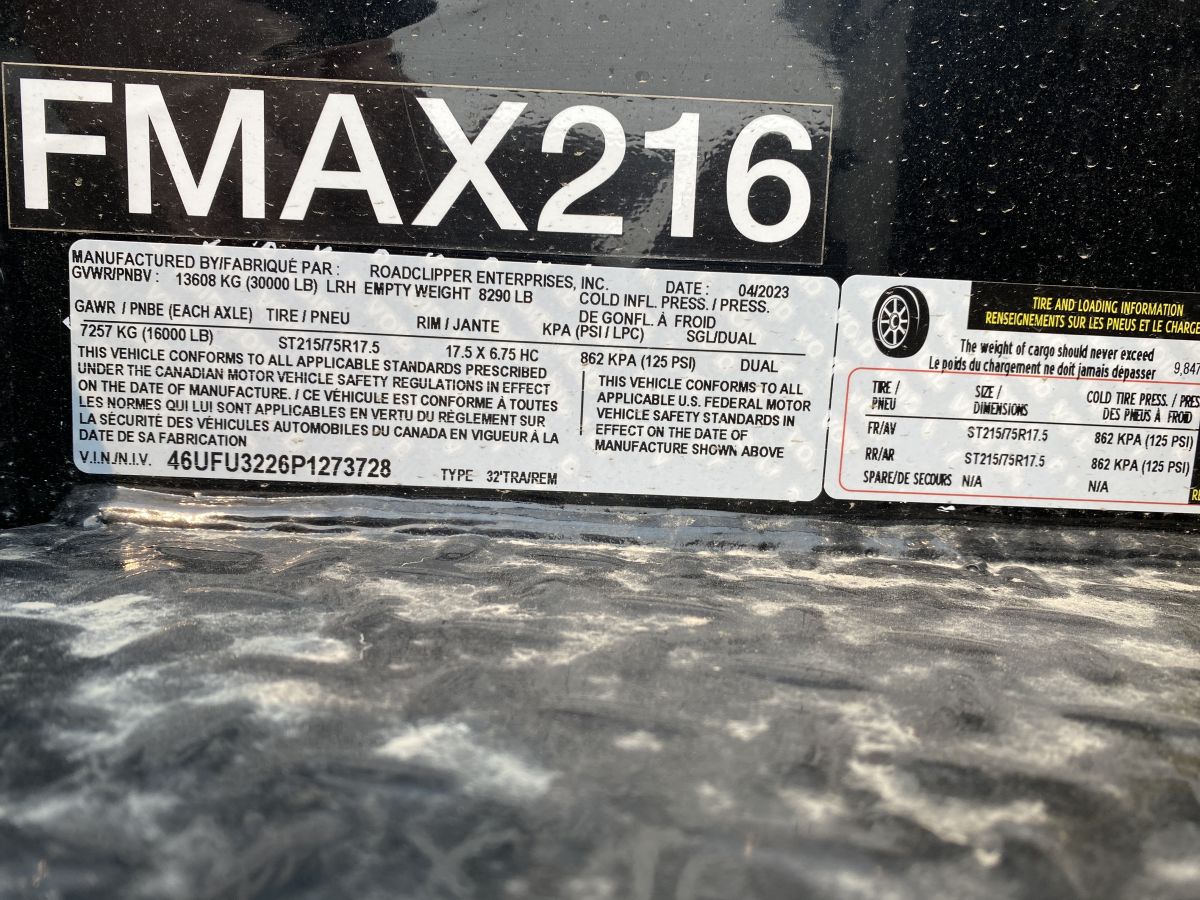 FMAX216
MANUFACTURED BY/FABRIQUÉ PAR : ROADCLIPPER ENTERPRISES, INC. DATE : 04/2023
GVWR/PNBV : 13608 KG (30000 LB) LRH EMPTY WEIGHT 8290 LB COLD INFL. PRESS. / PRESS.
DE GONFL. À FROID
GAWR / PNBE (EACH AXLE) TIRE / PNEU RIM / JANTE KPA (PSI / LPC) SGL/DUAL
7257 KG (16000 LB) ST215/75R17.5 17.5 X 6.75 HC 862 KPA (125 PSI) DUAL
THIS VEHICLE CONFORMS TO ALL APPLICABLE STANDARDS PRESCRIBED
UNDER THE CANADIAN MOTOR VEHICLE SAFETY REGULATIONS IN EFFECT
ON THE DATE OF MANUFACTURE. / CE VÉHICULE EST CONFORME À TOUTES
LES NORMES QUI LUI SONT APPLICABLES EN VERTU DU RÈGLEMENT SUR
LA SÉCURITÉ DES VÉHICULES AUTOMOBILES DU CANADA EN VIGUEUR À LA
DATE DE SA FABRICATION
THIS VEHICLE CONFORMS TO ALL
APPLICABLE U.S. FEDERAL MOTOR
VEHICLE SAFETY STANDARDS IN
EFFECT ON THE DATE OF
MANUFACTURE SHOWN ABOVE
V.I.N./N.I.V. 46UFU3226P1273728 TYPE 32'TRA/REM
TIRE AND LOADING INFORMATION
RENSEIGNEMENTS SUR LES PNEUS ET LE CHARGE
The weight of cargo should never exceed
Le poids du chargement ne doit jamais dépasser 9,847
TIRE / SIZE / COLD TIRE PRESS. / PRES
PNEU DIMENSIONS DES PNEUS À FROID
FR/AV ST215/75R17.5 862 KPA (125 PSI)
RR/AR ST215/75R17.5 862 KPA (125 PSI)
SPARE/DE SECOURS N/A N/A